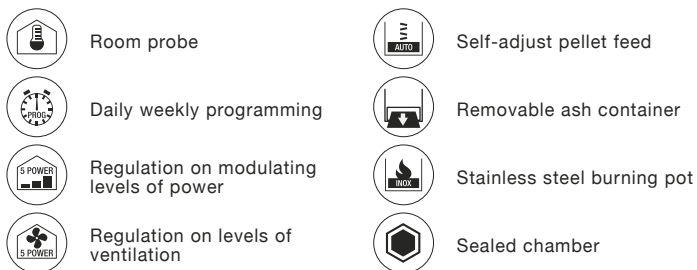 Room probe
PROG
Daily weekly programming
5 POWER
Regulation on modulating
levels of power
5 POWER
Regulation on levels of
ventilation
AUTO
Self-adjust pellet feed
Removable ash container
INOX
Stainless steel burning pot
Sealed chamber